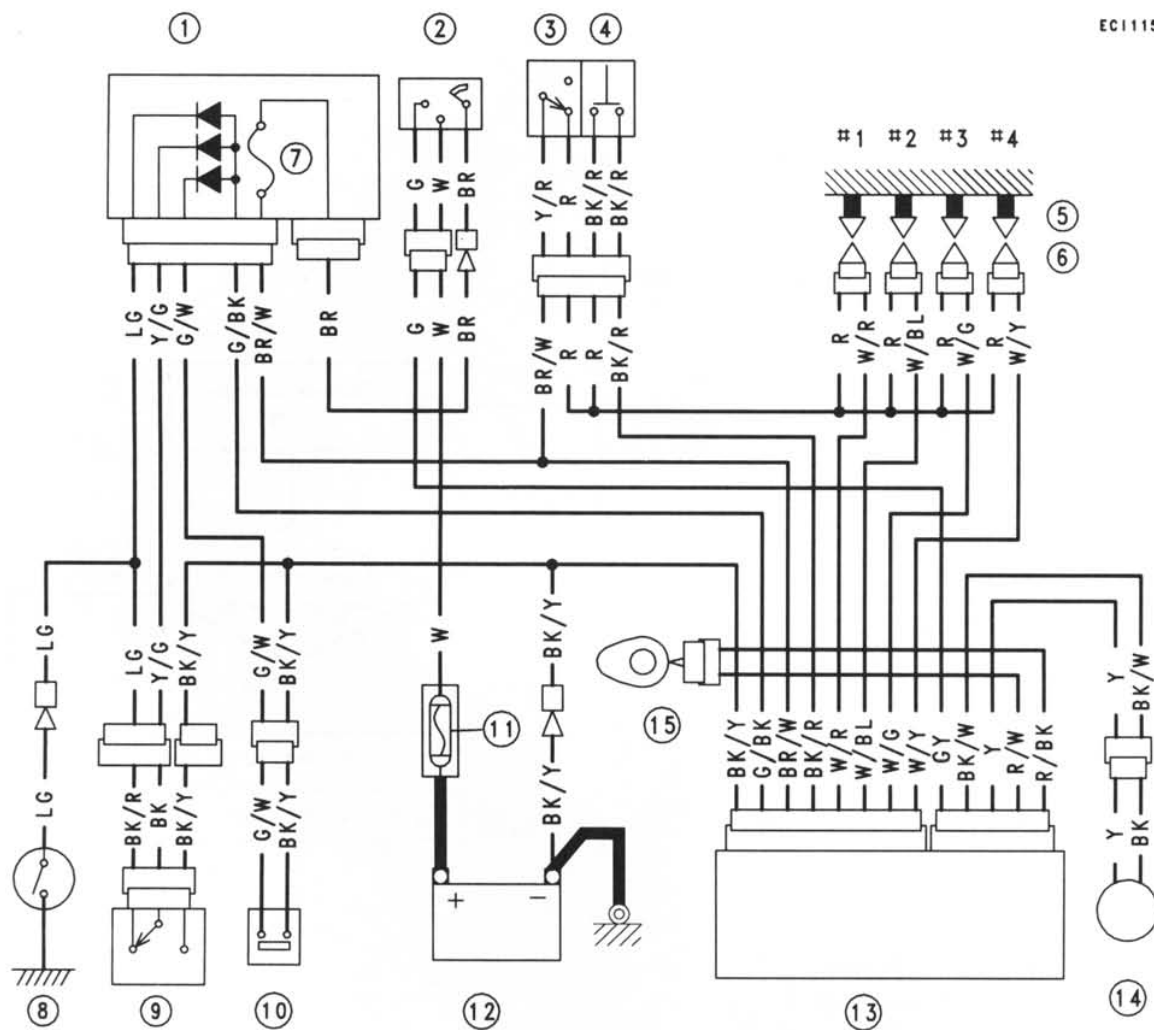 ECI115
1 2 3 4
#1 #2 #3 #4
7
5
6
G W BR
Y/R R BK/R BK/R
LG Y/G G/W G/BK BR/W BR
G W BR
BR/W R R BK/R
R W/R R W/BL R W/G R W/Y
LG LG Y/G BK/Y G/W BK/Y W BK/Y
11
15
BK/Y G/BK BR/W BK/R W/R W/BL W/G W/Y GY BK/W Y R/W R/BK
Y BK/W
LG BK/R BK BK/Y G/W BK/Y BK/Y
Y BK
+ −
8 9 10 12 13 14